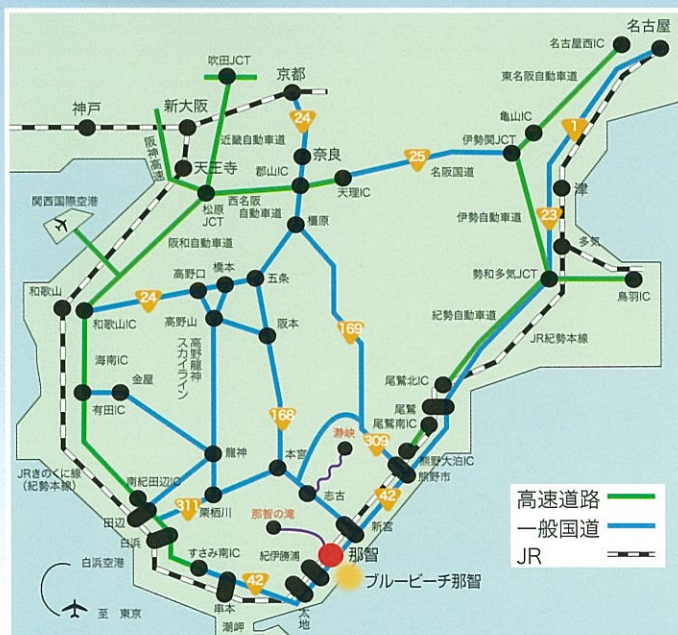 名古屋
名古屋西IC
吹田JCT
京都
東名阪自動車道
神戸
新大阪
24
近畿自動車道
亀山IC
1
伊勢関JCT
阪神高速
天王寺
奈良
郡山IC
25
名阪国道
天理IC
関西国際空港
松原
JCT
西名阪
自動車道
橿原
伊勢自動車道
津
23
多気
阪和自動車道
勢和多気JCT
鳥羽IC
和歌山
24
高野口
橋本
五条
和歌山IC
高野山
阪本
169
紀勢自動車道
JR紀勢本線
海南IC
高野龍神
スカイライン
金屋
有田IC
尾鷲北IC
尾鷲
尾鷲南IC
168
瀞峡
309
龍神
本宮
熊野大泊IC
熊野市
JRきのくに線
(紀勢本線)
南紀田辺IC
311
栗栖川
志古
42
田辺
那智の滝
新宮
白浜
すさみ南IC
紀伊勝浦
那智
白浜空港
42
ブルービーチ那智
至 東京
串本
太地
潮岬
高速道路
一般国道
JR